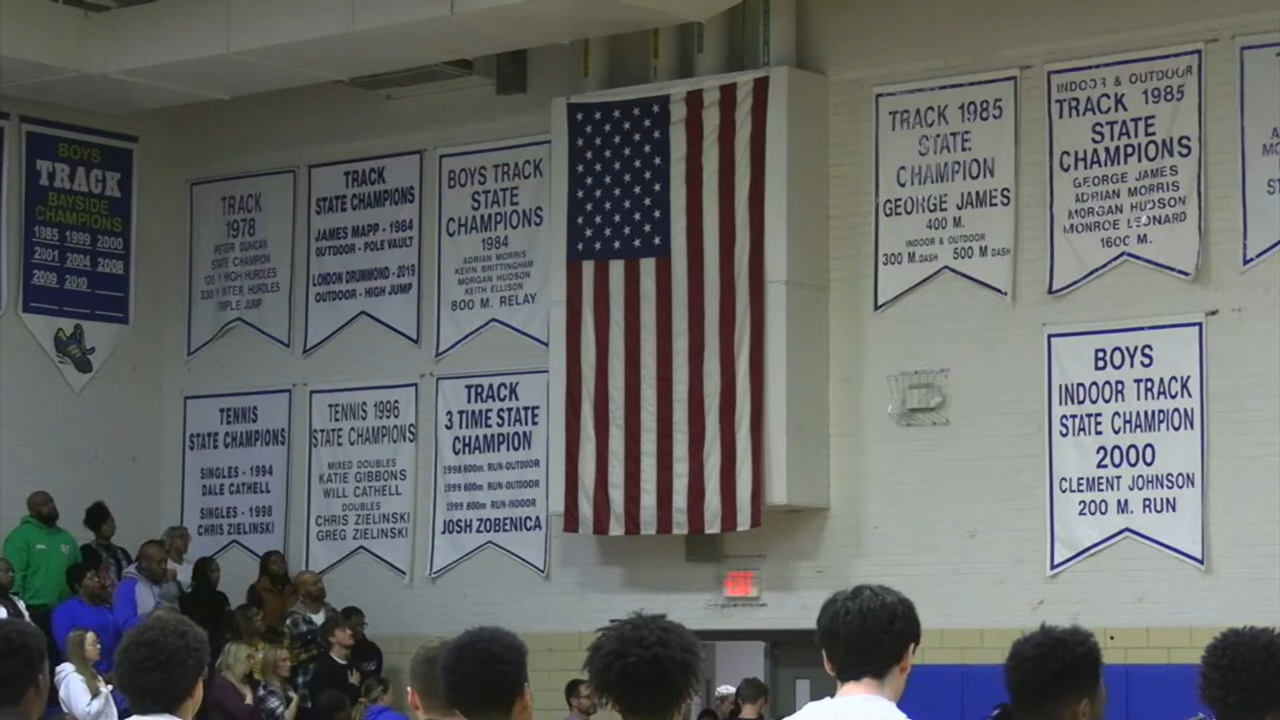 BOYS
TRACK
BAYSIDE
CHAMPIONS
1985 1999 2000
2001 2004 2008
2009 2010
TRACK
1978
PETER DUNCAN
STATE CHAMPION
120 Y HIGH HURDLES
330 Y INTER. HURDLES
TRIPLE JUMP
TRACK
STATE CHAMPIONS
JAMES MAPP - 1984
OUTDOOR - POLE VAULT
LONDON DRUMMOND - 2019
OUTDOOR - HIGH JUMP
BOYS TRACK
STATE
CHAMPIONS
1984
ADRIAN MORRIS
KEVIN BRITTINGHAM
MORGAN HUDSON
KEITH ELLISON
800 M. RELAY
TRACK 1985
STATE
CHAMPION
GEORGE JAMES
400 M.
INDOOR & OUTDOOR
300 M. DASH 500 M DASH
INDOOR & OUTDOOR
TRACK 1985
STATE
CHAMPIONS
GEORGE JAMES
ADRIAN MORRIS
MORGAN HUDSON
MONROE LEONARD
1600 M.
TENNIS
STATE CHAMPIONS
SINGLES - 1994
DALE CATHELL
SINGLES - 1998
CHRIS ZIELINSKI
TENNIS 1996
STATE CHAMPIONS
MIXED DOUBLES
KATIE GIBBONS
WILL CATHELL
DOUBLES
CHRIS ZIELINSKI
GREG ZIELINSKI
TRACK
3 TIME STATE
CHAMPION
1998 800m. RUN-OUTDOOR
1999 800m. RUN-OUTDOOR
1999 800m RUN-INDOOR
JOSH ZOBENICA
BOYS
INDOOR TRACK
STATE CHAMPION
2000
CLEMENT JOHNSON
200 M. RUN